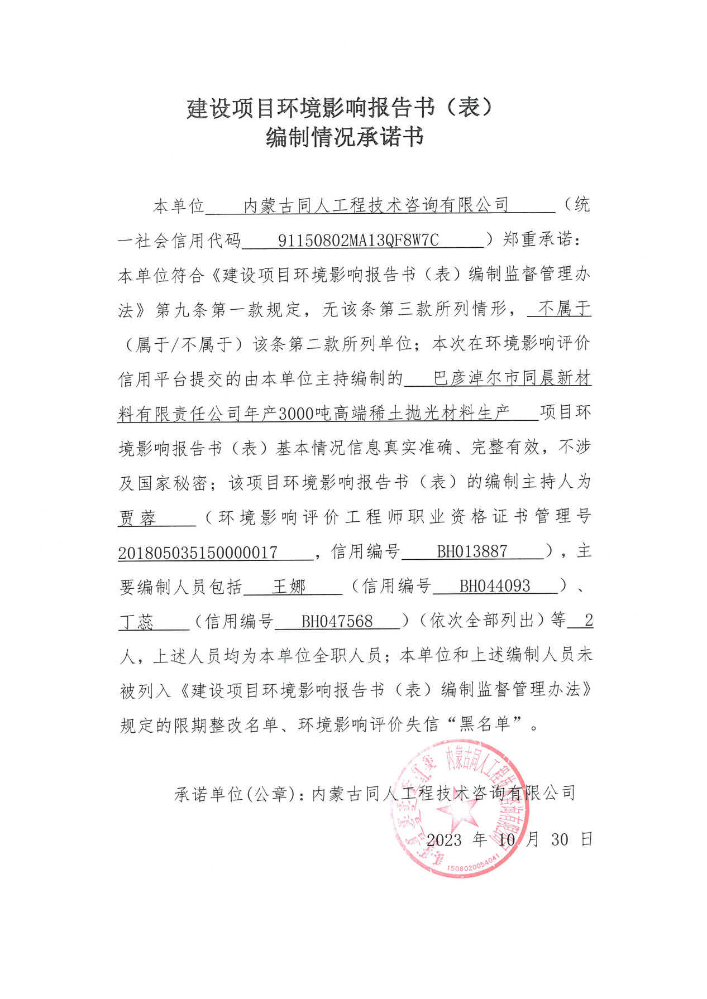 建设项目环境影响报告书（表）
编制情况承诺书
本单位 内蒙古同人工程技术咨询有限公司 （统
一社会信用代码 91150802MA13QF8W7C ）郑重承诺：
本单位符合《建设项目环境影响报告书（表）编制监督管理办
法》第九条第一款规定，无该条第三款所列情形， 不属于
（属于/不属于）该条第二款所列单位；本次在环境影响评价
信用平台提交的由本单位主持编制的 巴彦淖尔市同晨新材
料有限责任公司年产3000吨高端稀土抛光材料生产 项目环
境影响报告书（表）基本情况信息真实准确、完整有效，不涉
及国家秘密；该项目环境影响报告书（表）的编制主持人为
贾蓉 （环境影响评价工程师职业资格证书管理号
201805035150000017 ，信用编号 BH013887 ），主
要编制人员包括 王娜 （信用编号 BH044093 ）、
丁蕊 （信用编号 BH047568 ）（依次全部列出）等 2
人，上述人员均为本单位全职人员；本单位和上述编制人员未
被列入《建设项目环境影响报告书（表）编制监督管理办法》
规定的限期整改名单、环境影响评价失信“黑名单”。
内蒙古同人工程技术咨询有限公司
承诺单位(公章)：内蒙古同人工程技术咨询有限公司
2023 年 10 月 30 日
1508020054041